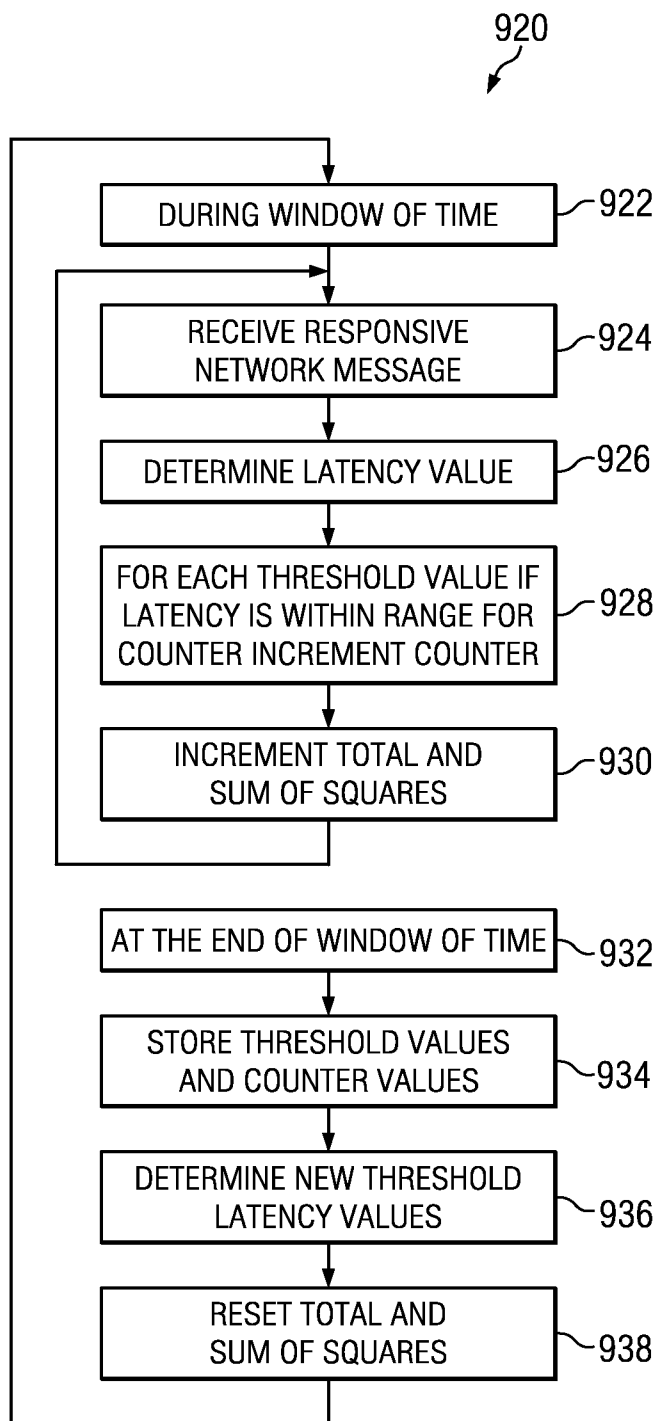 920
DURING WINDOW OF TIME
922
RECEIVE RESPONSIVE
NETWORK MESSAGE
924
DETERMINE LATENCY VALUE
926
FOR EACH THRESHOLD VALUE IF
LATENCY IS WITHIN RANGE FOR
COUNTER INCREMENT COUNTER
928
INCREMENT TOTAL AND
SUM OF SQUARES
930
AT THE END OF WINDOW OF TIME
932
STORE THRESHOLD VALUES
AND COUNTER VALUES
934
DETERMINE NEW THRESHOLD
LATENCY VALUES
936
RESET TOTAL AND
SUM OF SQUARES
938